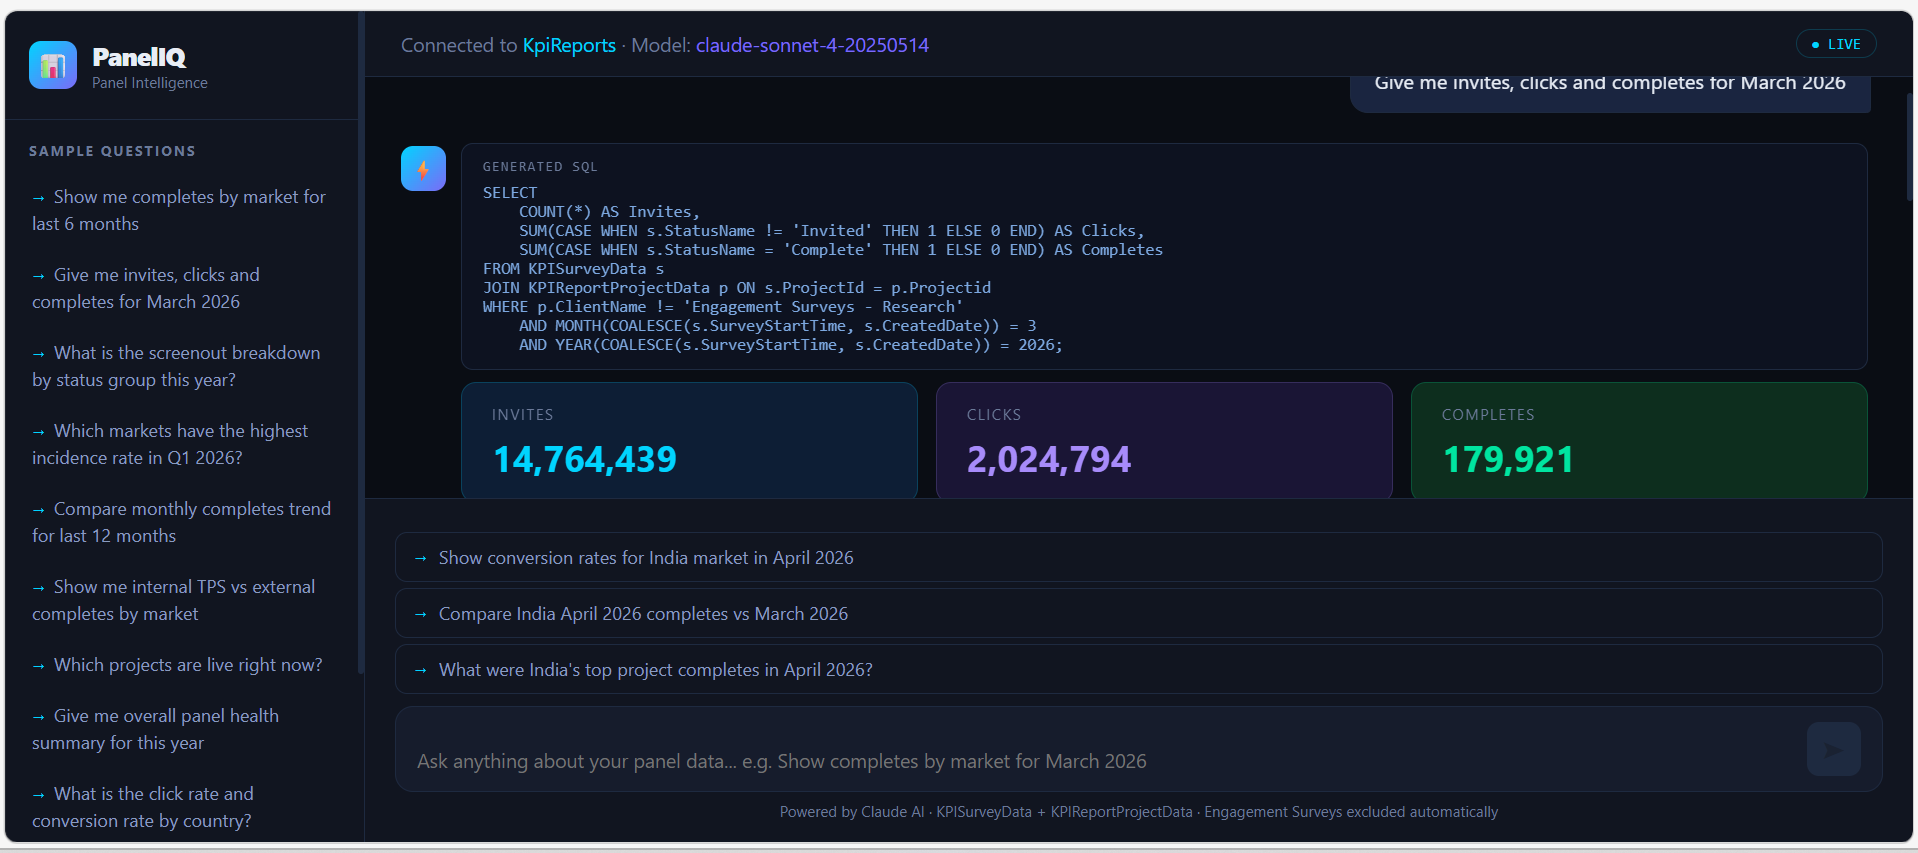 PanelIQ
Panel Intelligence
SAMPLE QUESTIONS
→ Show me completes by market for
last 6 months
→ Give me invites, clicks and
completes for March 2026
→ What is the screenout breakdown
by status group this year?
→ Which markets have the highest
incidence rate in Q1 2026?
→ Compare monthly completes trend
for last 12 months
→ Show me internal TPS vs external
completes by market
→ Which projects are live right now?
→ Give me overall panel health
summary for this year
→ What is the click rate and
conversion rate by country?
Connected to KpiReports · Model: claude-sonnet-4-20250514
● LIVE
Give me invites, clicks and completes for March 2026
GENERATED SQL
SELECT
    COUNT(*) AS Invites,
    SUM(CASE WHEN s.StatusName != 'Invited' THEN 1 ELSE 0 END) AS Clicks,
    SUM(CASE WHEN s.StatusName = 'Complete' THEN 1 ELSE 0 END) AS Completes
FROM KPISurveyData s
JOIN KPIReportProjectData p ON s.ProjectId = p.Projectid
WHERE p.ClientName != 'Engagement Surveys - Research'
    AND MONTH(COALESCE(s.SurveyStartTime, s.CreatedDate)) = 3
    AND YEAR(COALESCE(s.SurveyStartTime, s.CreatedDate)) = 2026;
INVITES
14,764,439
CLICKS
2,024,794
COMPLETES
179,921
→ Show conversion rates for India market in April 2026
→ Compare India April 2026 completes vs March 2026
→ What were India's top project completes in April 2026?
Ask anything about your panel data... e.g. Show completes by market for March 2026
Powered by Claude AI · KPISurveyData + KPIReportProjectData · Engagement Surveys excluded automatically